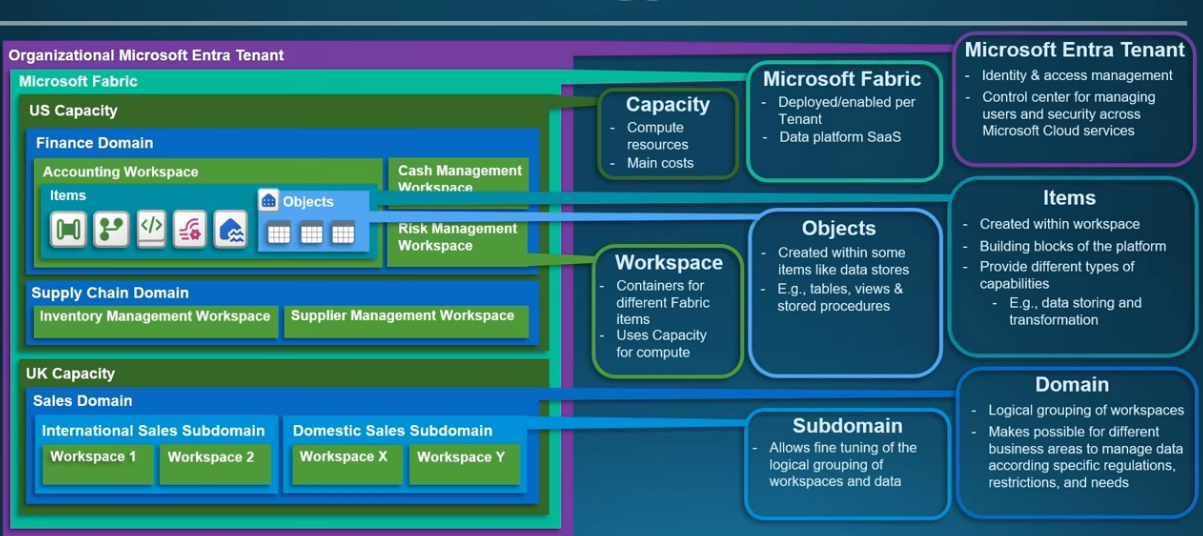 Organizational Microsoft Entra Tenant
Microsoft Fabric
US Capacity
Finance Domain
Accounting Workspace
Items
Objects
Cash Management
Workspace
Risk Management
Workspace
Supply Chain Domain
Inventory Management Workspace
Supplier Management Workspace
UK Capacity
Sales Domain
International Sales Subdomain
Workspace 1
Workspace 2
Domestic Sales Subdomain
Workspace X
Workspace Y
Capacity
- Compute
resources
- Main costs
Microsoft Fabric
- Deployed/enabled per
Tenant
- Data platform SaaS
Microsoft Entra Tenant
- Identity & access management
- Control center for managing
users and security across
Microsoft Cloud services
Workspace
- Containers for
different Fabric
items
- Uses Capacity
for compute
Objects
- Created within some
items like data stores
- E.g., tables, views &
stored procedures
Items
- Created within workspace
- Building blocks of the platform
- Provide different types of
capabilities
- E.g., data storing and
transformation
Subdomain
- Allows fine tuning of the
logical grouping of
workspaces and data
Domain
- Logical grouping of workspaces
- Makes possible for different
business areas to manage data
according specific regulations,
restrictions, and needs